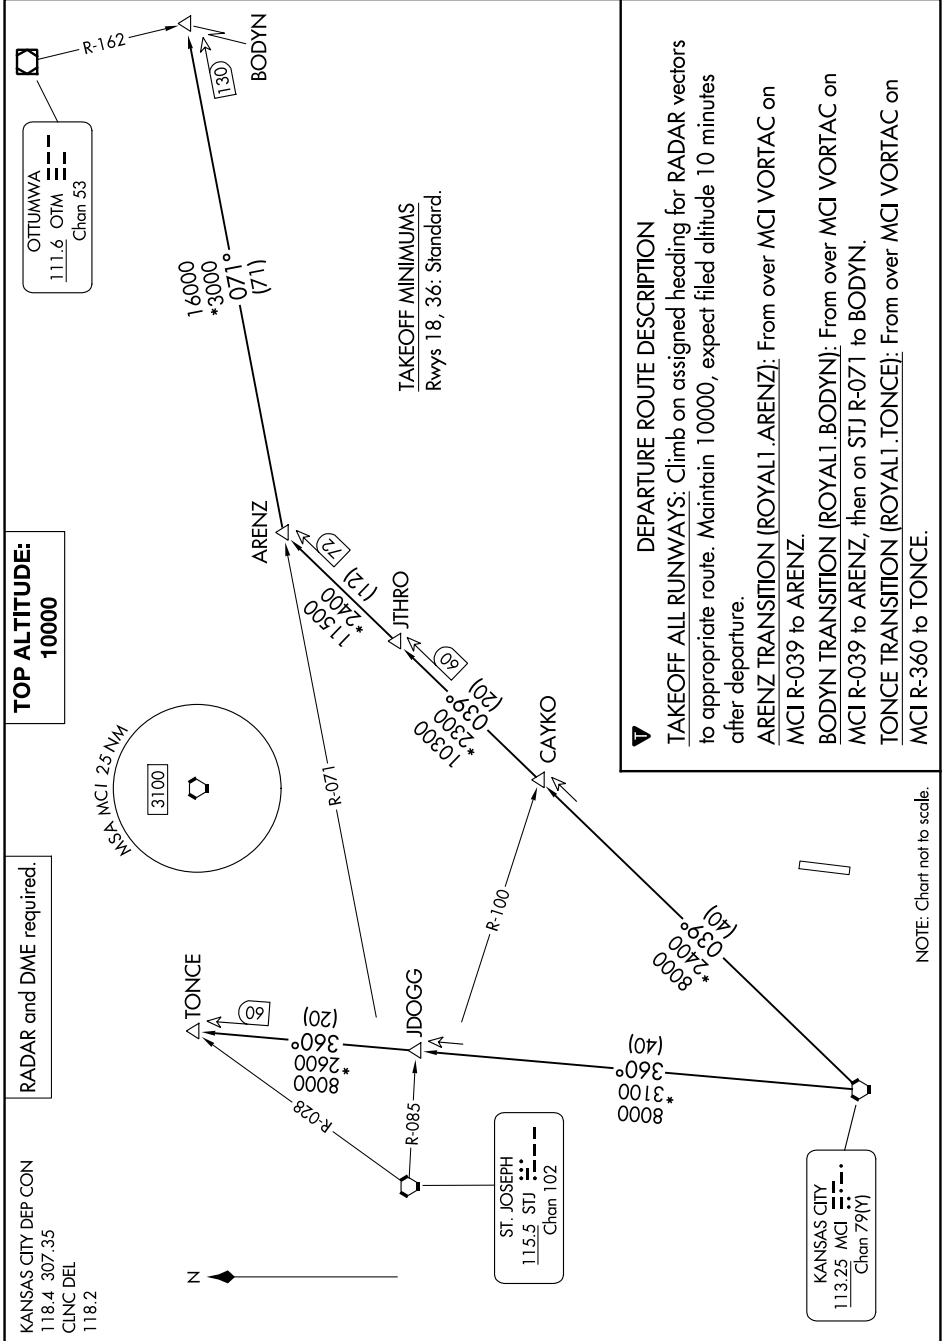 KANSAS CITY DEP CON
118.4 307.35
CLNC DEL
118.2
RADAR and DME required.
TOP ALTITUDE:
10000
MSA MCI 25 NM
3100
N
OTTUMWA
111.6 OTM
Chan 53
R-162
BODYN
130
16000
*3000
071°
(71)
ARENZ
72
11500
*2400
(12)
JTHRO
60
10300
*2300
039°
(20)
CAYKO
8000
*2400
039°
(40)
R-071
R-100
TONCE
60
8000
*2600
360°
(20)
JDOGG
R-028
R-085
8000
*3100
360°
(40)
ST. JOSEPH
115.5 STJ
Chan 102
KANSAS CITY
113.25 MCI
Chan 79(Y)
TAKEOFF MINIMUMS
Rwys 18, 36: Standard.
NOTE: Chart not to scale.
T
DEPARTURE ROUTE DESCRIPTION
TAKEOFF ALL RUNWAYS: Climb on assigned heading for RADAR vectors
to appropriate route. Maintain 10000, expect filed altitude 10 minutes
after departure.
ARENZ TRANSITION (ROYAL1.ARENZ): From over MCI VORTAC on
MCI R-039 to ARENZ.
BODYN TRANSITION (ROYAL1.BODYN): From over MCI VORTAC on
MCI R-039 to ARENZ, then on STJ R-071 to BODYN.
TONCE TRANSITION (ROYAL1.TONCE): From over MCI VORTAC on
MCI R-360 to TONCE.